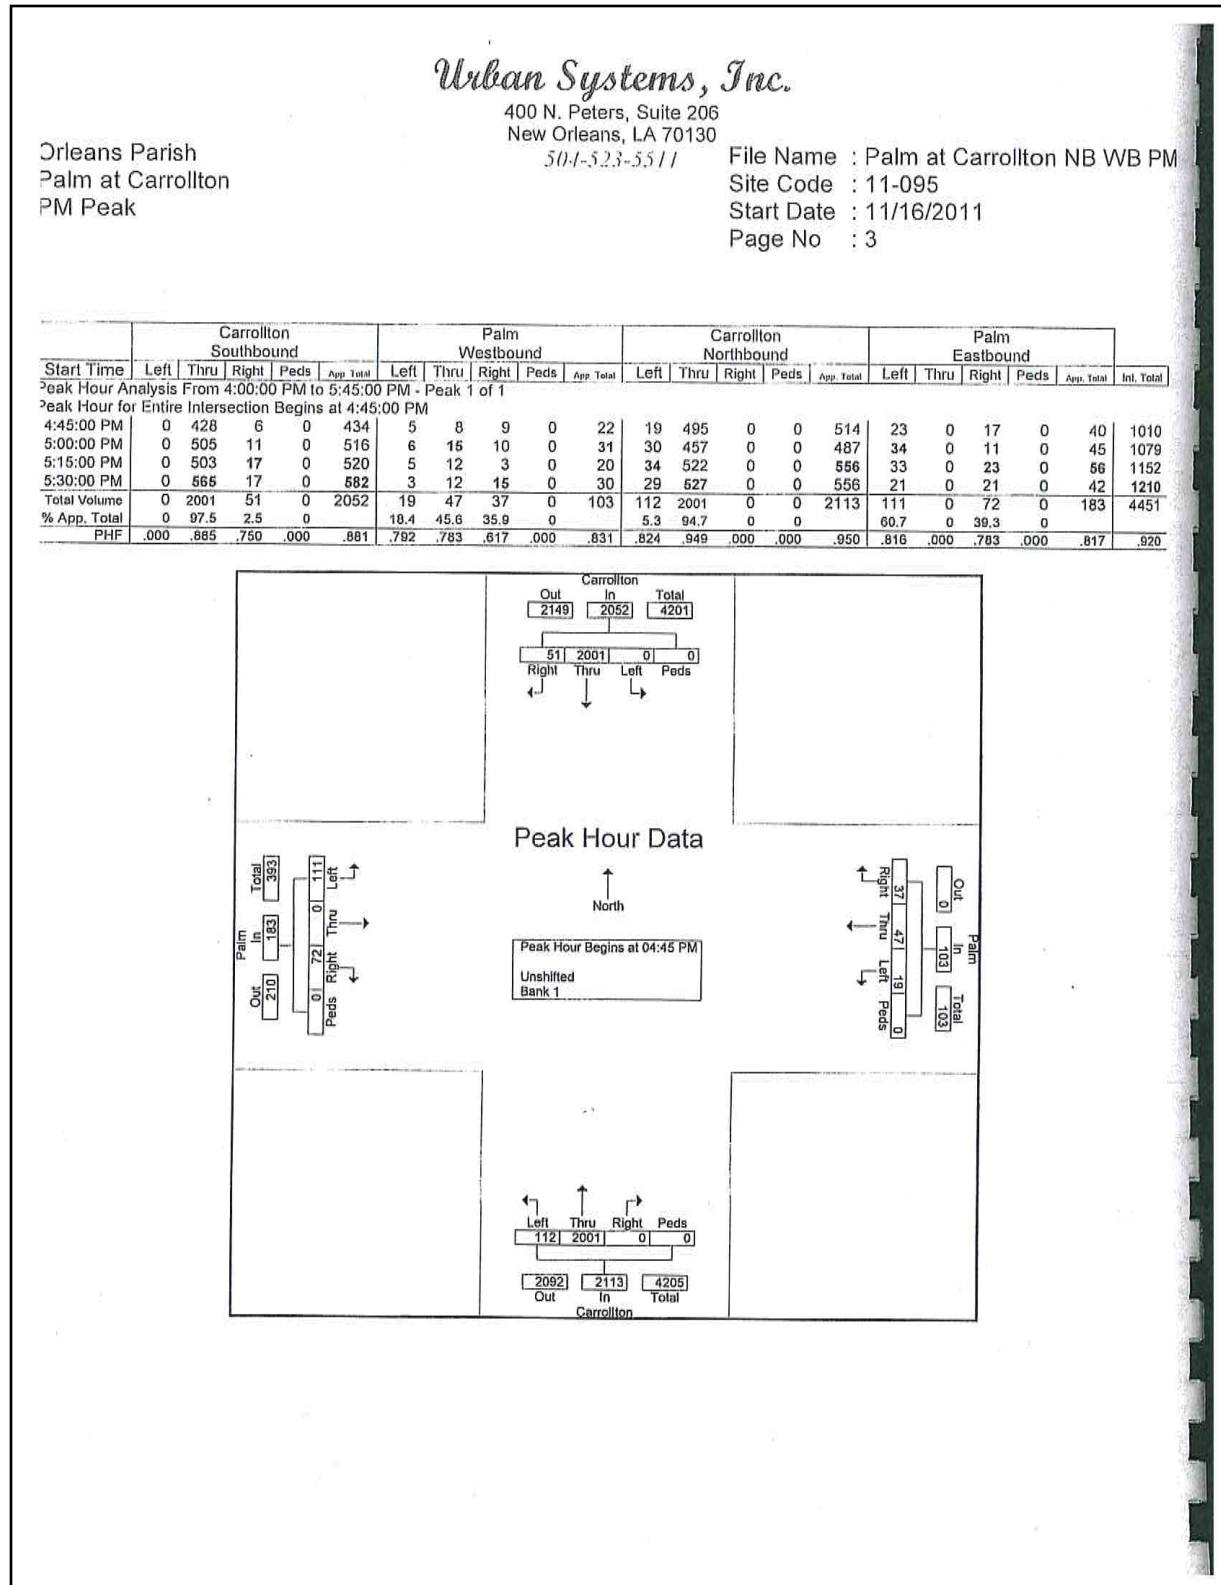 Urban Systems, Inc.
400 N. Peters, Suite 206
New Orleans, LA 70130
504-523-5511
Orleans Parish
Palm at Carrollton
PM Peak
File Name : Palm at Carrollton NB WB PM
Site Code : 11-095
Start Date : 11/16/2011
Page No : 3
Carrollton Southbound Palm Westbound Carrollton Northbound Palm Eastbound
Start Time Left Thru Right Peds App. Total Left Thru Right Peds App. Total Left Thru Right Peds App. Total Left Thru Right Peds App. Total Int. Total
Peak Hour Analysis From 4:00:00 PM to 5:45:00 PM - Peak 1 of 1
Peak Hour for Entire Intersection Begins at 4:45:00 PM
4:45:00 PM 0 428 6 0 434 5 8 9 0 22 19 495 0 0 514 23 0 17 0 40 1010
5:00:00 PM 0 505 11 0 516 6 15 10 0 31 30 457 0 0 487 34 0 11 0 45 1079
5:15:00 PM 0 503 17 0 520 5 12 3 0 20 34 522 0 0 556 33 0 23 0 56 1152
5:30:00 PM 0 565 17 0 582 3 12 15 0 30 29 527 0 0 556 21 0 21 0 42 1210
Total Volume 0 2001 51 0 2052 19 47 37 0 103 112 2001 0 0 2113 111 0 72 0 183 4451
% App. Total 0 97.5 2.5 0 18.4 45.6 35.9 0 5.3 94.7 0 0 60.7 0 39.3 0
PHF .000 .885 .750 .000 .881 .792 .783 .617 .000 .831 .824 .949 .000 .000 .950 .816 .000 .783 .000 .817 .920
Carrollton
Out In Total
2149 2052 4201
51 2001 0 0
Right Thru Left Peds
Peak Hour Data
North
Peak Hour Begins at 04:45 PM
Unshifted
Bank 1
Palm
Out In Total
210 183 393
111 0 72 0
Left Thru Right Peds
Palm
Out In Total
0 103 103
37 47 19 0
Right Thru Left Peds
Left Thru Right Peds
112 2001 0 0
2092 2113 4205
Out In Total
Carrollton